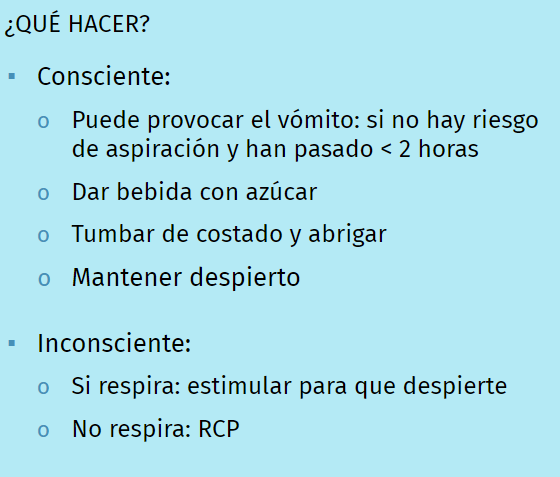 ¿QUÉ HACER?
▪ Consciente:
o Puede provocar el vómito: si no hay riesgo
de aspiración y han pasado < 2 horas
o Dar bebida con azúcar
o Tumbar de costado y abrigar
o Mantener despierto
▪ Inconsciente:
o Si respira: estimular para que despierte
o No respira: RCP